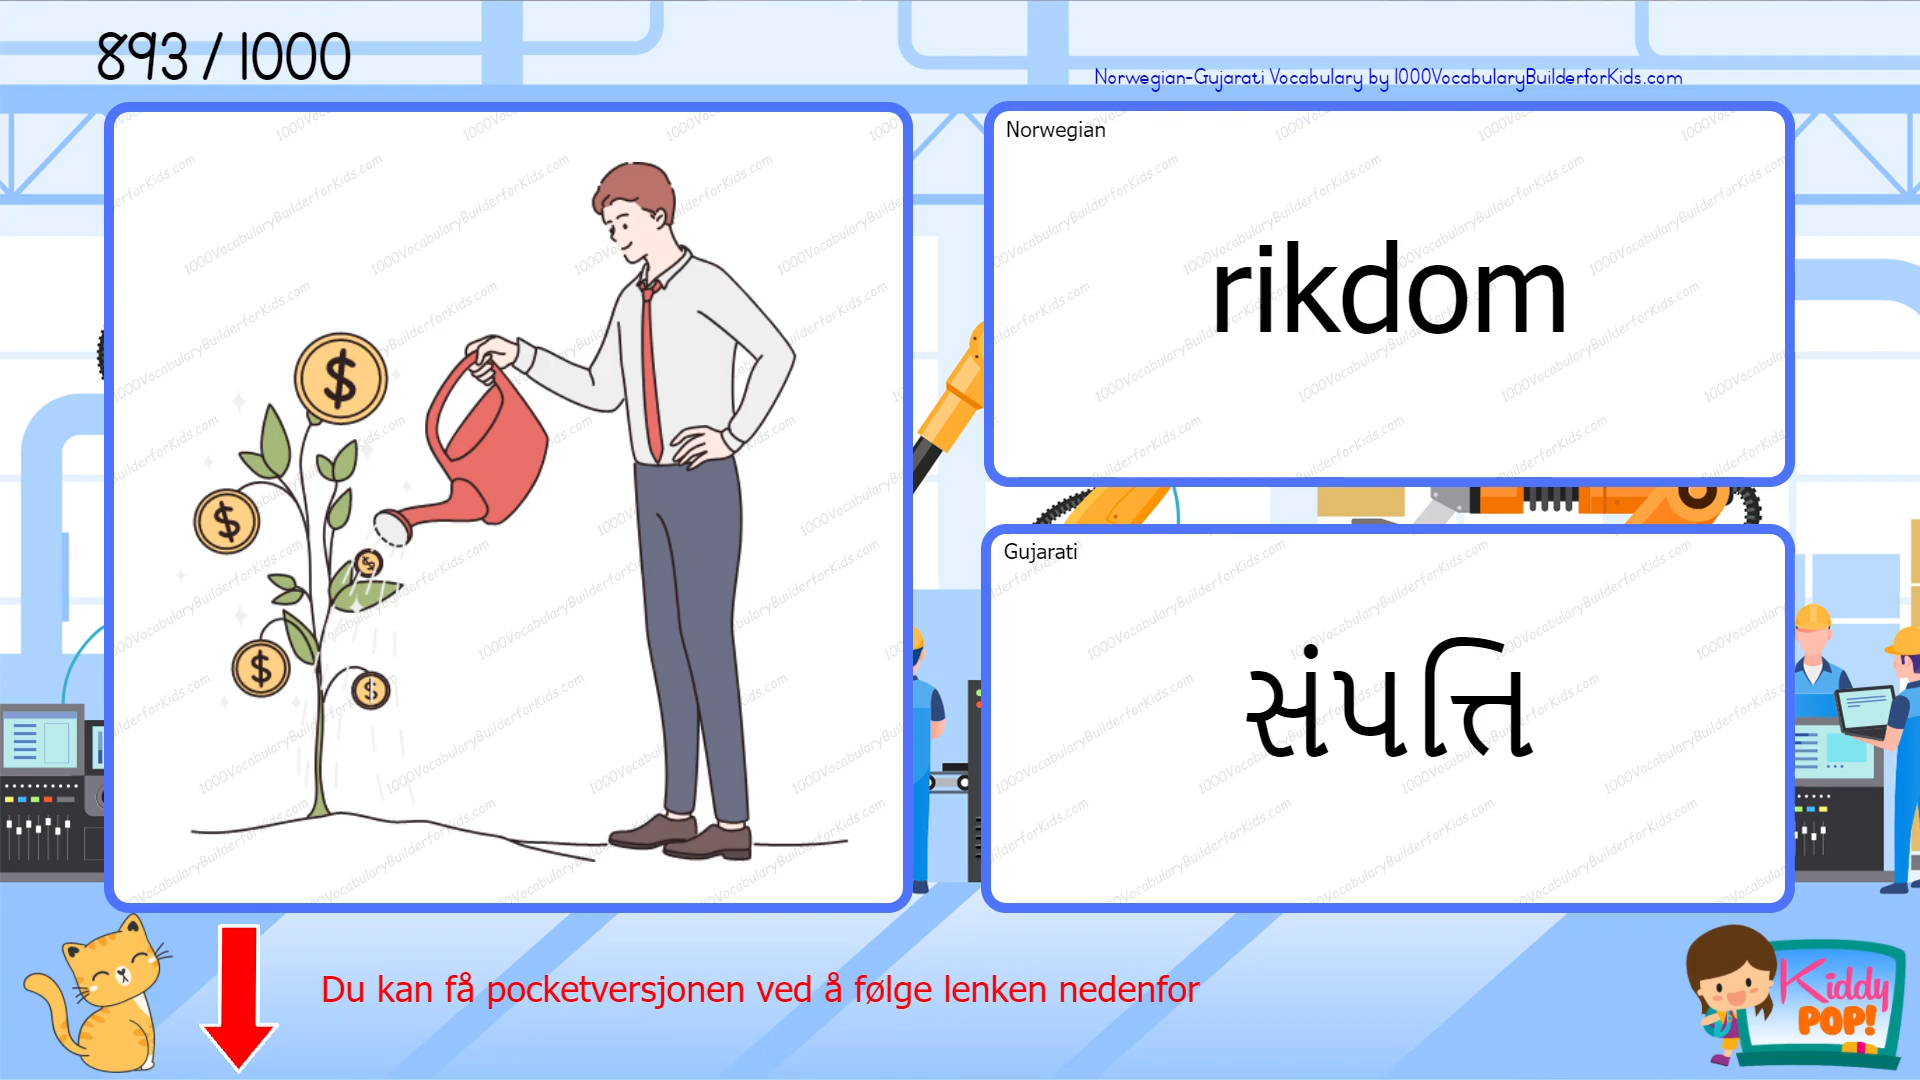 893 / 1000
Norwegian-Gujarati Vocabulary by 1000VocabularyBuilderforKids.com
Norwegian
rikdom
Gujarati
સંપત્તિ
Du kan få pocketversjonen ved å følge lenken nedenfor
Kiddy
POP!